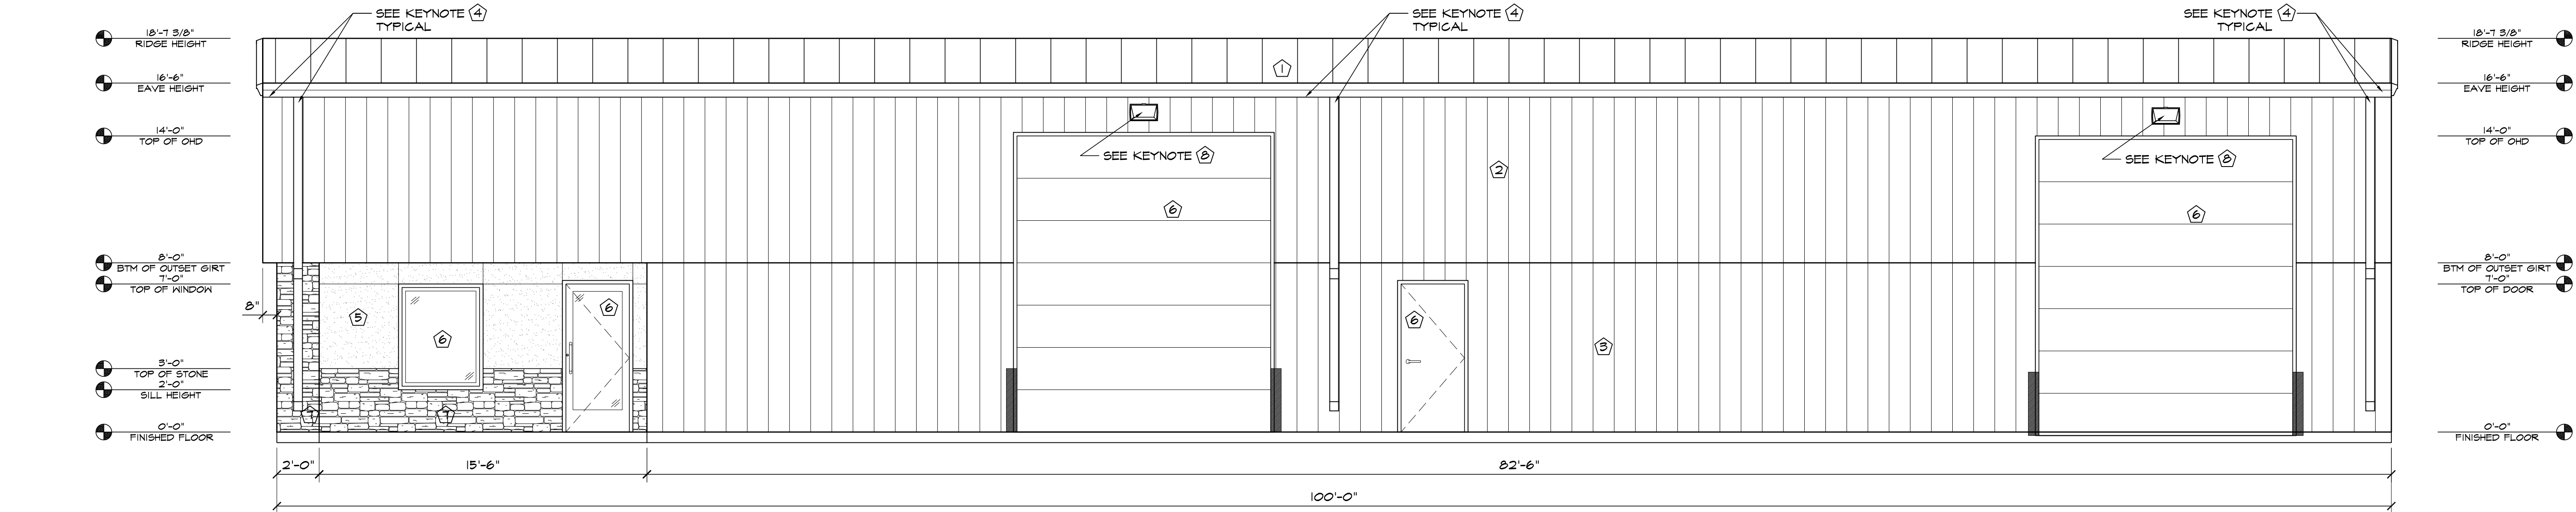 SEE KEYNOTE 4
TYPICAL
SEE KEYNOTE 4
TYPICAL
SEE KEYNOTE 4
TYPICAL
18'-7 3/8"
RIDGE HEIGHT
16'-6"
EAVE HEIGHT
14'-0"
TOP OF OHD
8'-0"
BTM OF OUTSET GIRT
7'-0"
TOP OF WINDOW
8"
3'-0"
TOP OF STONE
2'-0"
SILL HEIGHT
0'-0"
FINISHED FLOOR
1
SEE KEYNOTE 8
6
2
SEE KEYNOTE 8
6
5
6
6
7
7
6
3
18'-7 3/8"
RIDGE HEIGHT
16'-6"
EAVE HEIGHT
14'-0"
TOP OF OHD
8'-0"
BTM OF OUTSET GIRT
7'-0"
TOP OF DOOR
0'-0"
FINISHED FLOOR
2'-0"
15'-6"
82'-6"
100'-0"